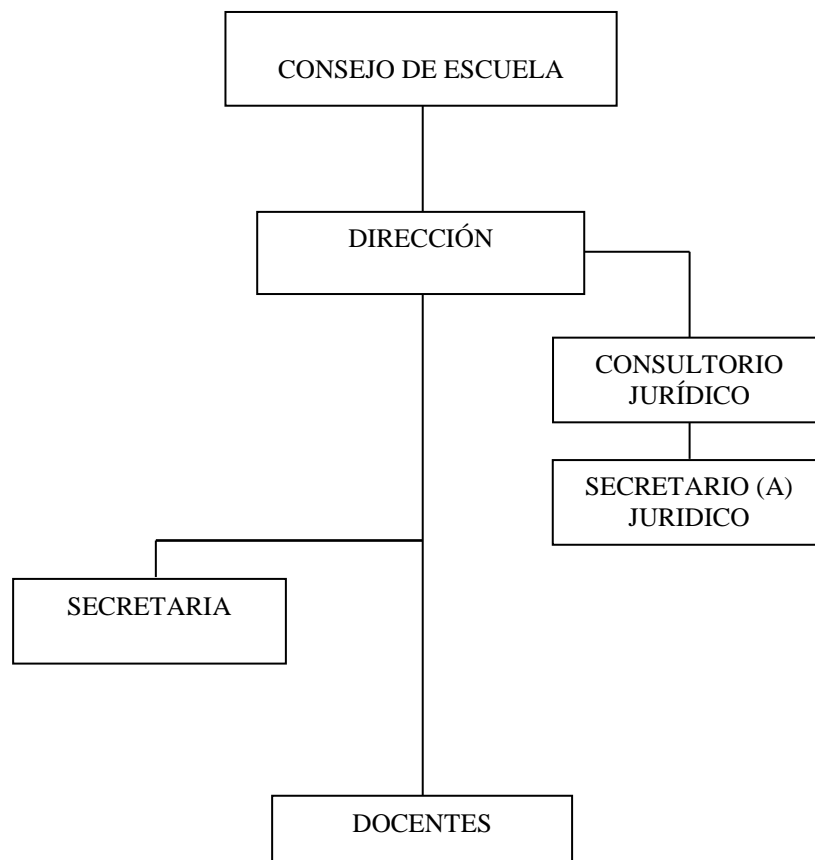 CONSEJO DE ESCUELA
DIRECCIÓN
CONSULTORIO
JURÍDICO
SECRETARIO (A)
JURIDICO
SECRETARIA
DOCENTES